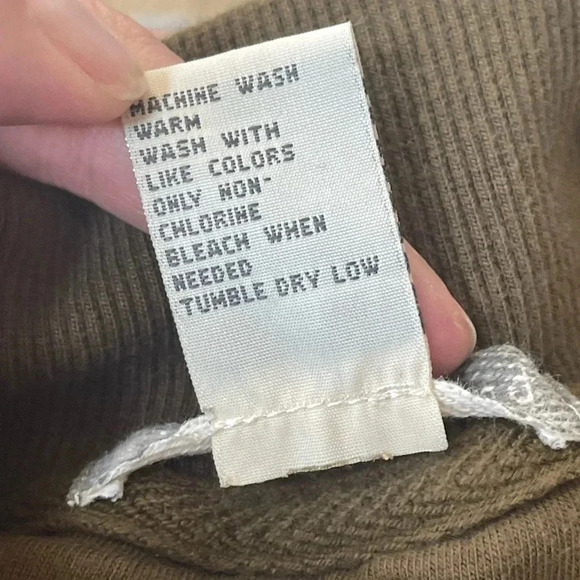 MACHINE WASH
WARM
WASH WITH
LIKE COLORS
ONLY NON-
CHLORINE
BLEACH WHEN
NEEDED
TUMBLE DRY LOW